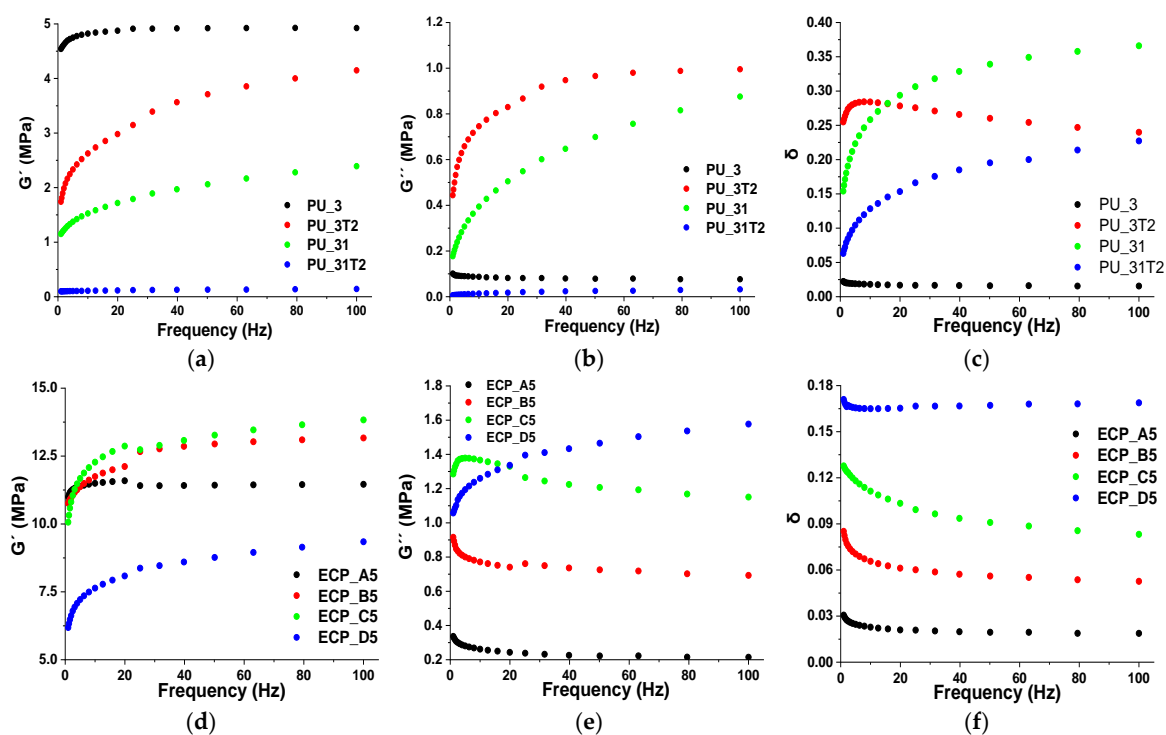 5
4
3
2
1
0
G´ (MPa)
PU_3
PU_3T2
PU_31
PU_31T2
0 20 40 60 80 100
Frequency (Hz)
(a)
1.2
1.0
0.8
0.6
0.4
0.2
0.0
G´´ (MPa)
PU_3
PU_3T2
PU_31
PU_31T2
0 20 40 60 80 100
Frequency (Hz)
(b)
0.40
0.35
0.30
0.25
0.20
0.15
0.10
0.05
0.00
δ
PU_3
PU_3T2
PU_31
PU_31T2
0 20 40 60 80 100
Frequency (Hz)
(c)
15.0
12.5
10.0
7.5
5.0
G´ (MPa)
ECP_A5
ECP_B5
ECP_C5
ECP_D5
0 20 40 60 80 100
Frequency (Hz)
(d)
1.8
1.6
1.4
1.2
1.0
0.8
0.6
0.4
0.2
G´´ (MPa)
ECP_A5
ECP_B5
ECP_C5
ECP_D5
0 20 40 60 80 100
Frequency (Hz)
(e)
0.18
0.15
0.12
0.09
0.06
0.03
0.00
δ
ECP_A5
ECP_B5
ECP_C5
ECP_D5
0 20 40 60 80 100
Frequency (Hz)
(f)